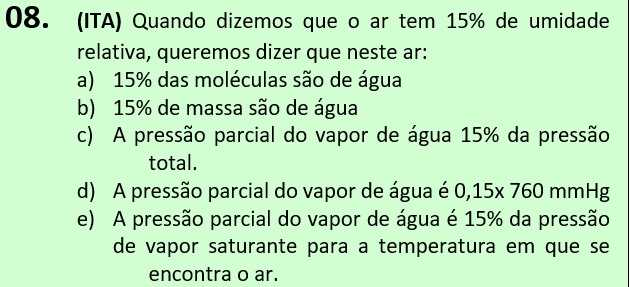 08. (ITA) Quando dizemos que o ar tem 15% de umidade
relativa, queremos dizer que neste ar:
a) 15% das moléculas são de água
b) 15% de massa são de água
c) A pressão parcial do vapor de água 15% da pressão
total.
d) A pressão parcial do vapor de água é 0,15x 760 mmHg
e) A pressão parcial do vapor de água é 15% da pressão
de vapor saturante para a temperatura em que se
encontra o ar.